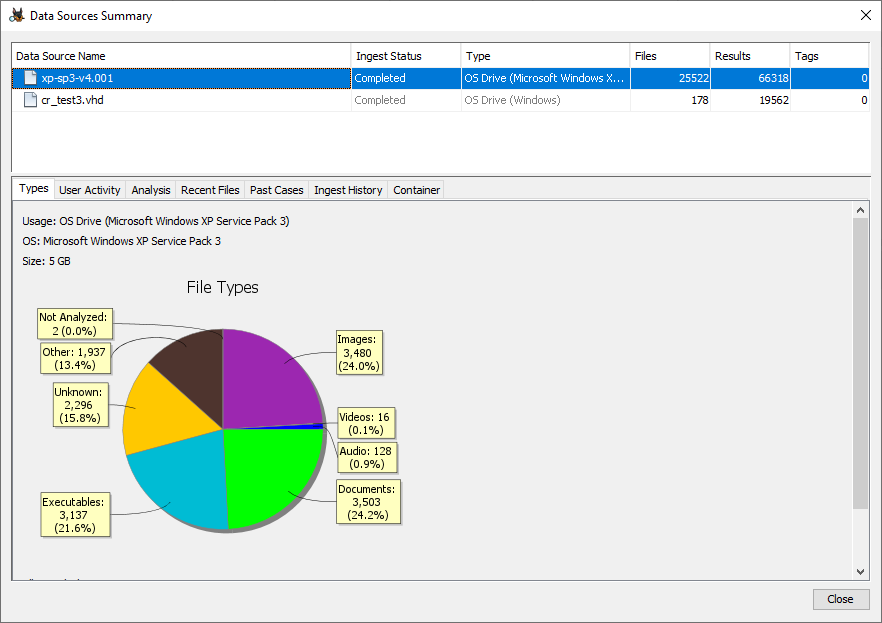 Data Sources Summary
Data Source Name Ingest Status Type Files Results Tags
xp-sp3-v4.001 Completed OS Drive (Microsoft Windows X... 25522 66318 0
cr_test3.vhd Completed OS Drive (Windows) 178 19562 0
Types User Activity Analysis Recent Files Past Cases Ingest History Container
Usage: OS Drive (Microsoft Windows XP Service Pack 3)
OS: Microsoft Windows XP Service Pack 3
Size: 5 GB
File Types
Not Analyzed:
2 (0.0%)
Other: 1,937
(13.4%)
Unknown:
2,296
(15.8%)
Executables:
3,137
(21.6%)
Images:
3,480
(24.0%)
Videos: 16
(0.1%)
Audio: 128
(0.9%)
Documents:
3,503
(24.2%)
Close